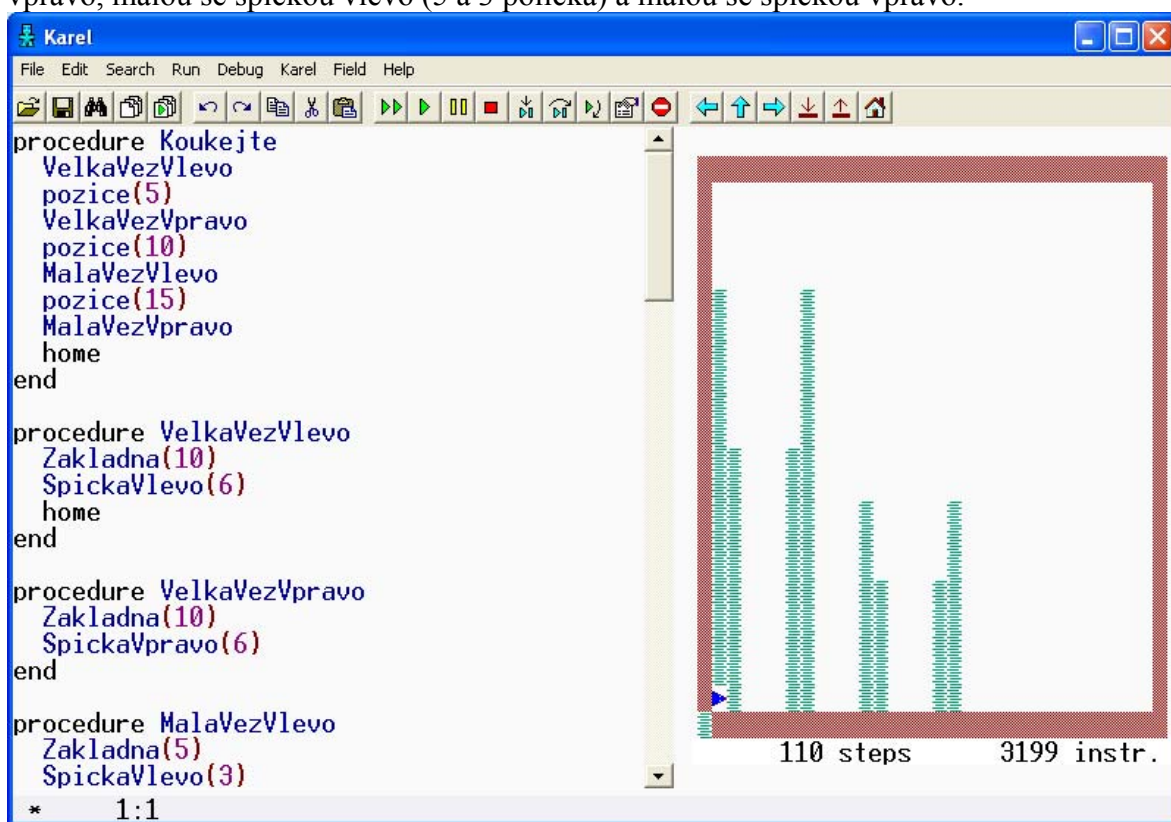 vpravo, malou se špičkou vlevo (5 a 3 políčka) a malou se špičkou vpravo.
Karel
File Edit Search Run Debug Karel Field Help
procedure Koukejte
VelkaVezVlevo
pozice(5)
VelkaVezVpravo
pozice(10)
MalaVezVlevo
pozice(15)
MalaVezVpravo
home
end
procedure VelkaVezVlevo
Zakladna(10)
SpickaVlevo(6)
home
end
procedure VelkaVezVpravo
Zakladna(10)
SpickaVpravo(6)
end
procedure MalaVezVlevo
Zakladna(5)
SpickaVlevo(3)
110 steps 3199 instr.
* 1:1